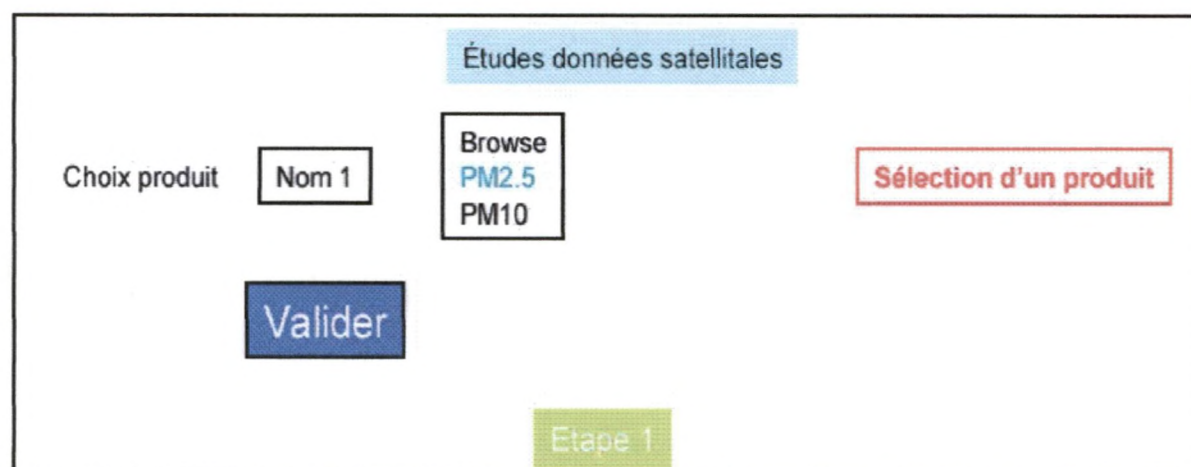 Études données satellitales
Browse
Choix produit Nom 1 PM2.5 Sélection d'un produit
PM10
Valider
Etape 1